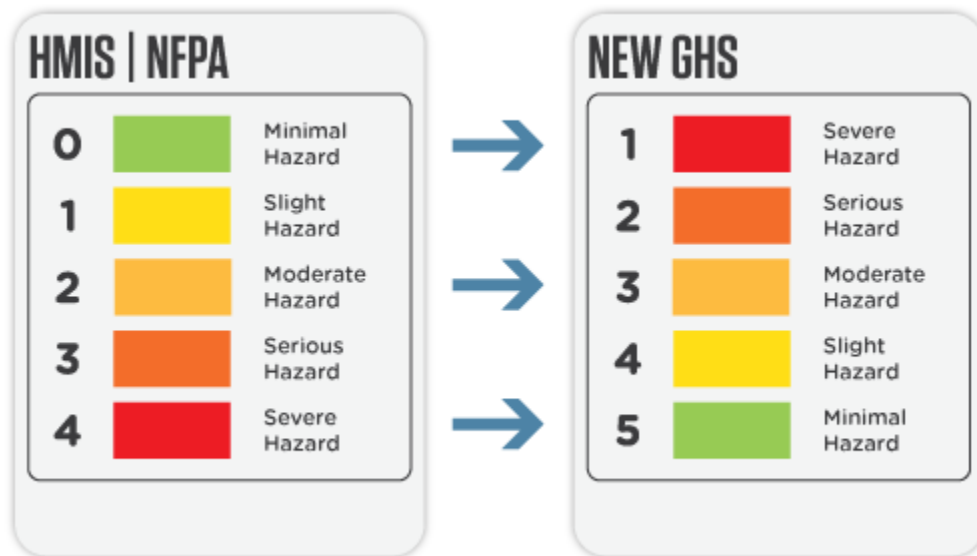 HMIS | NFPA
0 Minimal
Hazard
1 Slight
Hazard
2 Moderate
Hazard
3 Serious
Hazard
4 Severe
Hazard
NEW GHS
1 Severe
Hazard
2 Serious
Hazard
3 Moderate
Hazard
4 Slight
Hazard
5 Minimal
Hazard